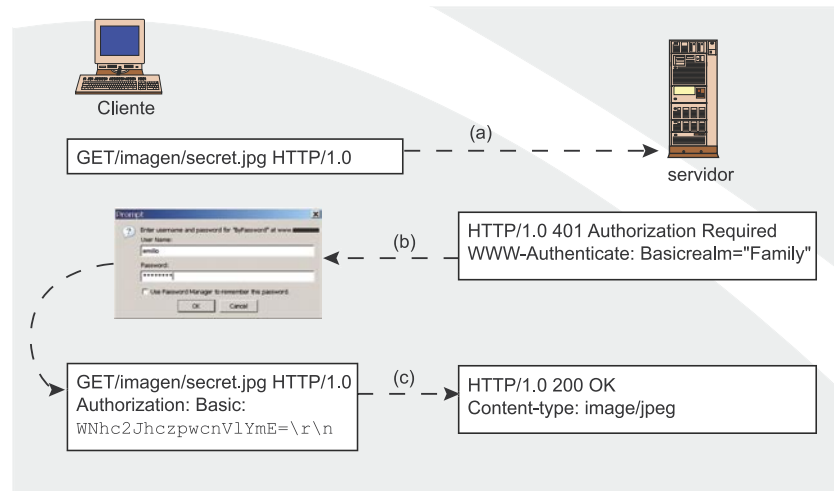 Cliente
(a)
GET/imagen/secret.jpg HTTP/1.0
servidor
Prompt
Enter username and password for "ByPassword" at www.
User Name:
emilio
Password:
********
Use Password Manager to remember this password.
OK Cancel
(b)
HTTP/1.0 401 Authorization Required
WWW-Authenticate: Basicrealm="Family"
GET/imagen/secret.jpg HTTP/1.0
Authorization: Basic:
WNhc2JhczpwcnVlYmE=\r\n
(c)
HTTP/1.0 200 OK
Content-type: image/jpeg